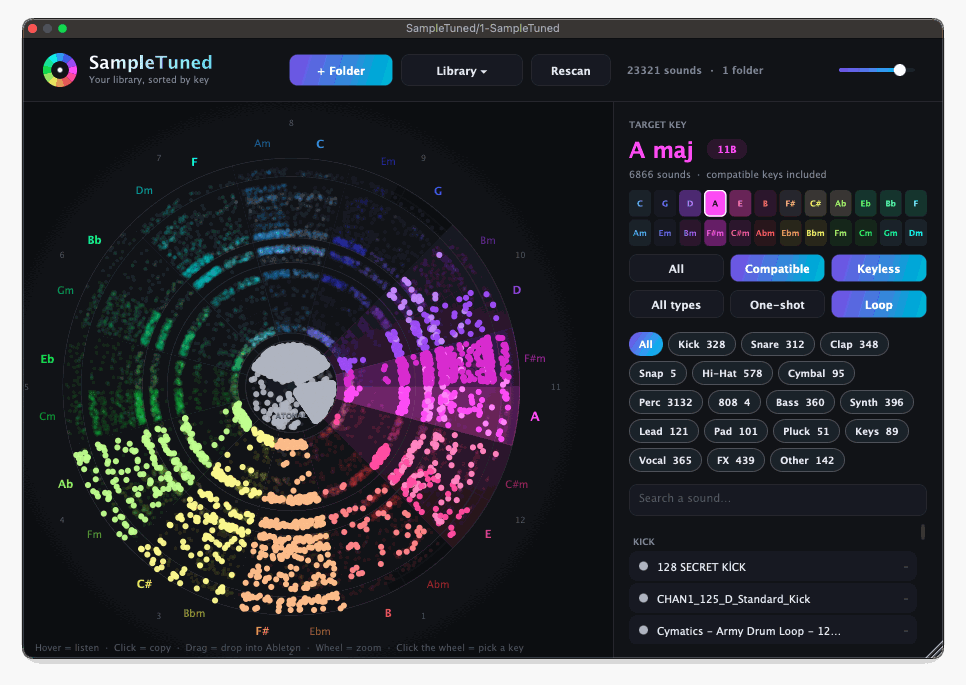 SampleTuned/1-SampleTuned
SampleTuned
Your library, sorted by key
+ Folder
Library
Rescan
23321 sounds · 1 folder
8
Am
C
7
9
F
Em
Dm
G
Bb
Bm
6
10
Gm
D
Eb
F#m
5
11
ATONAL
Cm
A
Ab
C#m
4
12
Fm
E
C#
Abm
3
Bbm
B
1
F#
Ebm
2
Hover = listen · Click = copy · Drag = drop into Ableton · Wheel = zoom · Click the wheel = pick a key
TARGET KEY
A maj 11B
6866 sounds · compatible keys included
C G D A E B F# C# Ab Eb Bb F
Am Em Bm F#m C#m Abm Ebm Bbm Fm Cm Gm Dm
All Compatible Keyless
All types One-shot Loop
All Kick 328 Snare 312 Clap 348
Snap 5 Hi-Hat 578 Cymbal 95
Perc 3132 808 4 Bass 360 Synth 396
Lead 121 Pad 101 Pluck 51 Keys 89
Vocal 365 FX 439 Other 142
Search a sound...
KICK
128 SECRET KİCK –
CHAN1_125_D_Standard_Kick –
Cymatics – Army Drum Loop – 12... –